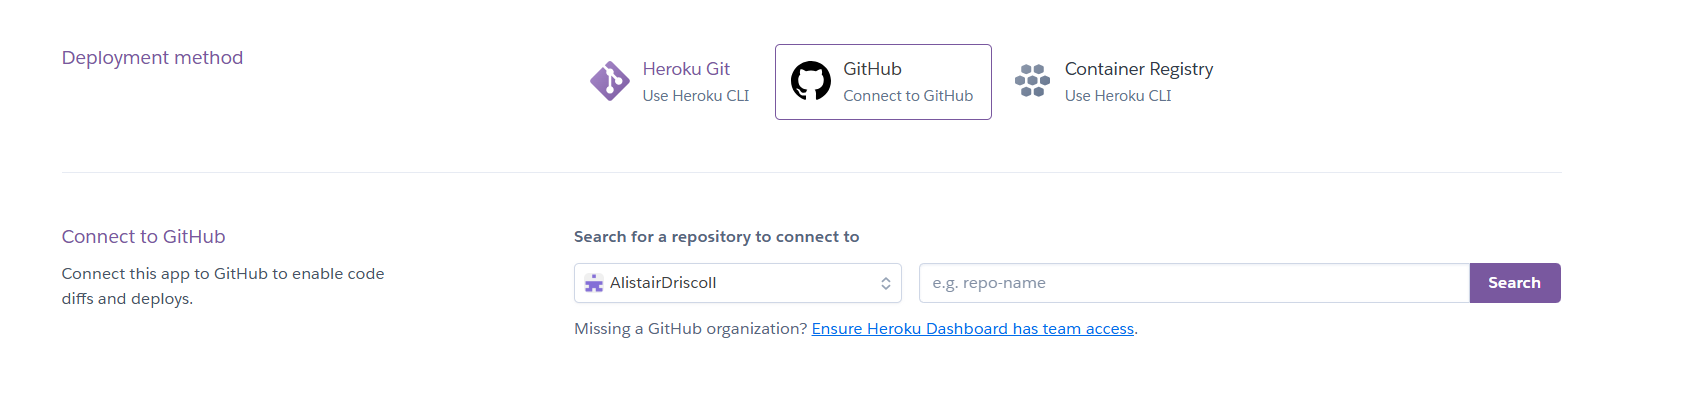 Deployment method
Heroku Git
Use Heroku CLI
GitHub
Connect to GitHub
Container Registry
Use Heroku CLI
Connect to GitHub
Connect this app to GitHub to enable code
diffs and deploys.
Search for a repository to connect to
AlistairDriscoll
e.g. repo-name
Search
Missing a GitHub organization? Ensure Heroku Dashboard has team access.